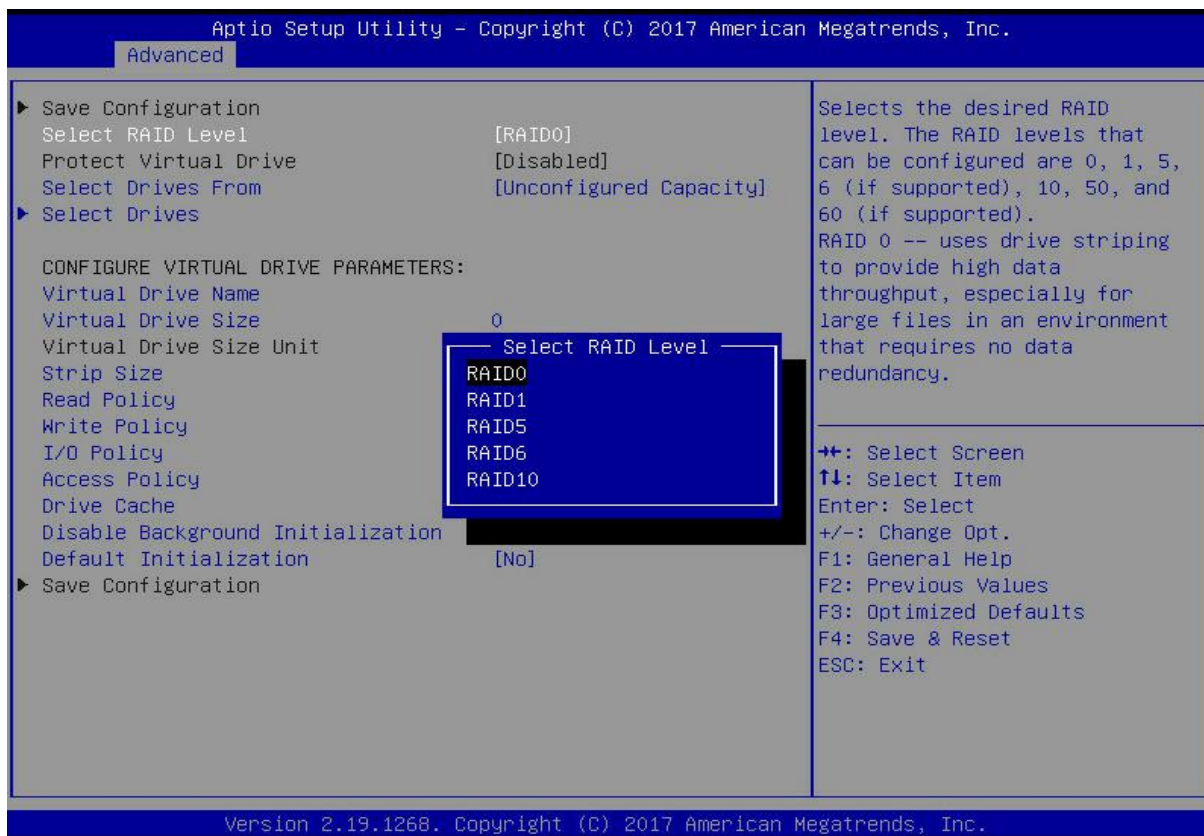 Aptio Setup Utility – Copyright (C) 2017 American Megatrends, Inc.
Advanced
▶ Save Configuration
Select RAID Level [RAID0]
Protect Virtual Drive [Disabled]
Select Drives From [Unconfigured Capacity]
▶ Select Drives
CONFIGURE VIRTUAL DRIVE PARAMETERS:
Virtual Drive Name
Virtual Drive Size 0
Virtual Drive Size Unit
Strip Size
Read Policy
Write Policy
I/O Policy
Access Policy
Drive Cache
Disable Background Initialization
Default Initialization [No]
▶ Save Configuration
Select RAID Level
RAID0
RAID1
RAID5
RAID6
RAID10
Selects the desired RAID
level. The RAID levels that
can be configured are 0, 1, 5,
6 (if supported), 10, 50, and
60 (if supported).
RAID 0 -- uses drive striping
to provide high data
throughput, especially for
large files in an environment
that requires no data
redundancy.
→←: Select Screen
↑↓: Select Item
Enter: Select
+/-: Change Opt.
F1: General Help
F2: Previous Values
F3: Optimized Defaults
F4: Save & Reset
ESC: Exit
Version 2.19.1268. Copyright (C) 2017 American Megatrends, Inc.